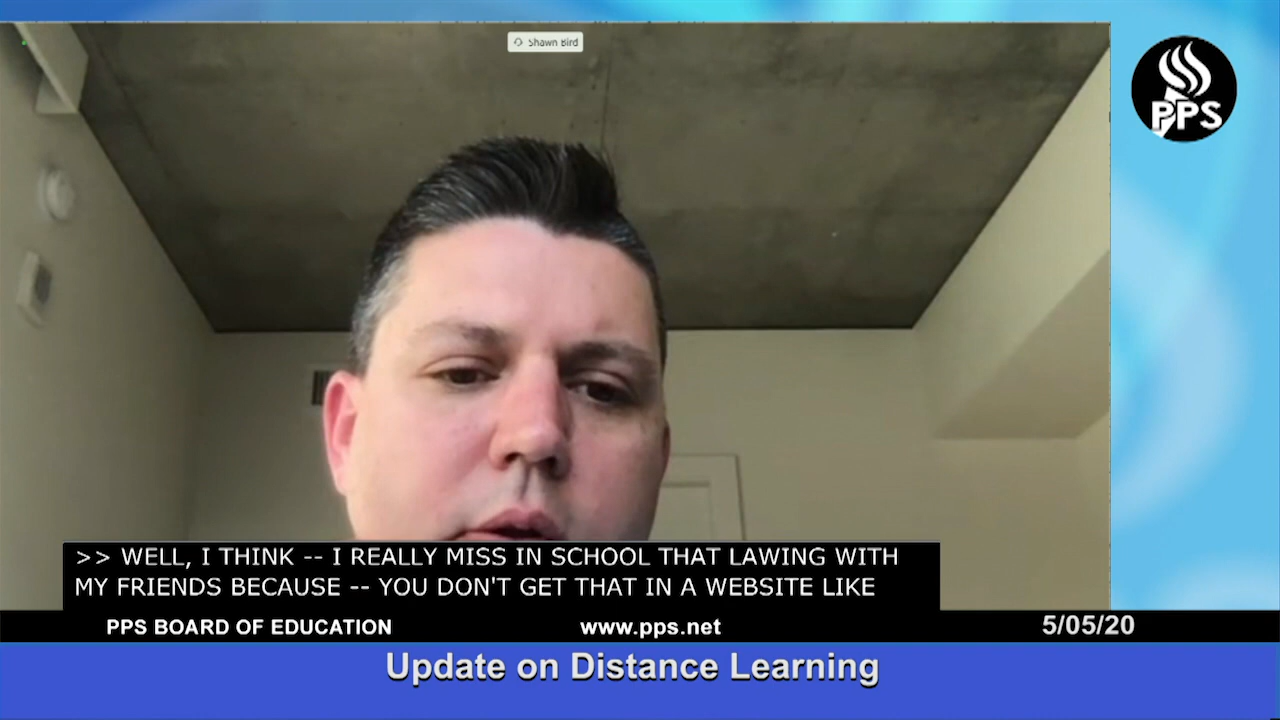 Shawn Bird
PPS
>> WELL, I THINK -- I REALLY MISS IN SCHOOL THAT LAWING WITH
MY FRIENDS BECAUSE -- YOU DON'T GET THAT IN A WEBSITE LIKE
PPS BOARD OF EDUCATION www.pps.net 5/05/20
Update on Distance Learning